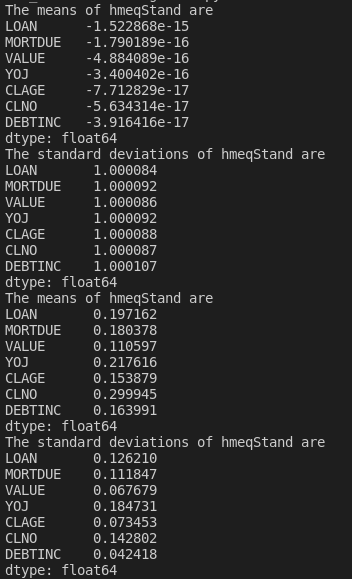 The means of hmeqStand are
LOAN -1.522868e-15
MORTDUE -1.790189e-16
VALUE -4.884089e-16
YOJ -3.400402e-16
CLAGE -7.712829e-17
CLNO -5.634314e-17
DEBTINC -3.916416e-17
dtype: float64
The standard deviations of hmeqStand are
LOAN 1.000084
MORTDUE 1.000092
VALUE 1.000086
YOJ 1.000092
CLAGE 1.000088
CLNO 1.000087
DEBTINC 1.000107
dtype: float64
The means of hmeqStand are
LOAN 0.197162
MORTDUE 0.180378
VALUE 0.110597
YOJ 0.217616
CLAGE 0.153879
CLNO 0.299945
DEBTINC 0.163991
dtype: float64
The standard deviations of hmeqStand are
LOAN 0.126210
MORTDUE 0.111847
VALUE 0.067679
YOJ 0.184731
CLAGE 0.073453
CLNO 0.142802
DEBTINC 0.042418
dtype: float64